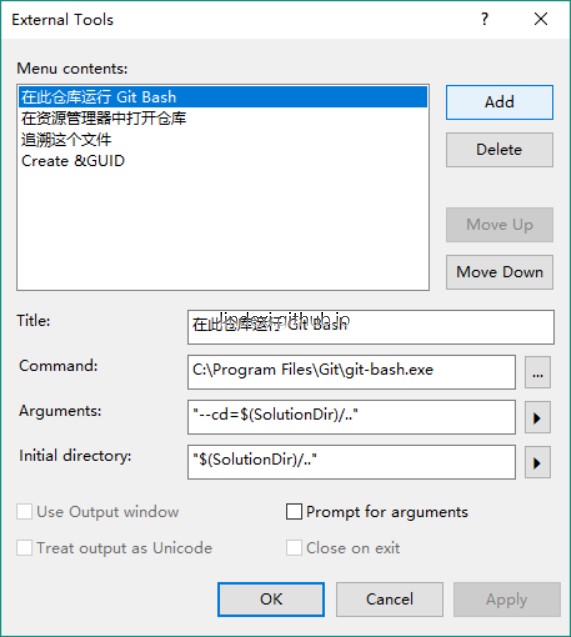 External Tools
?
Menu contents:
在此仓库运行 Git Bash
在资源管理器中打开仓库
追溯这个文件
Create &GUID
Add
Delete
Move Up
Move Down
Title:
在此仓库运行 Git Bash
lindexi.github.io
Command:
C:\Program Files\Git\git-bash.exe
...
Arguments:
"--cd=$(SolutionDir)/.."
Initial directory:
"$(SolutionDir)/.."
Use Output window
Prompt for arguments
Treat output as Unicode
Close on exit
OK
Cancel
Apply